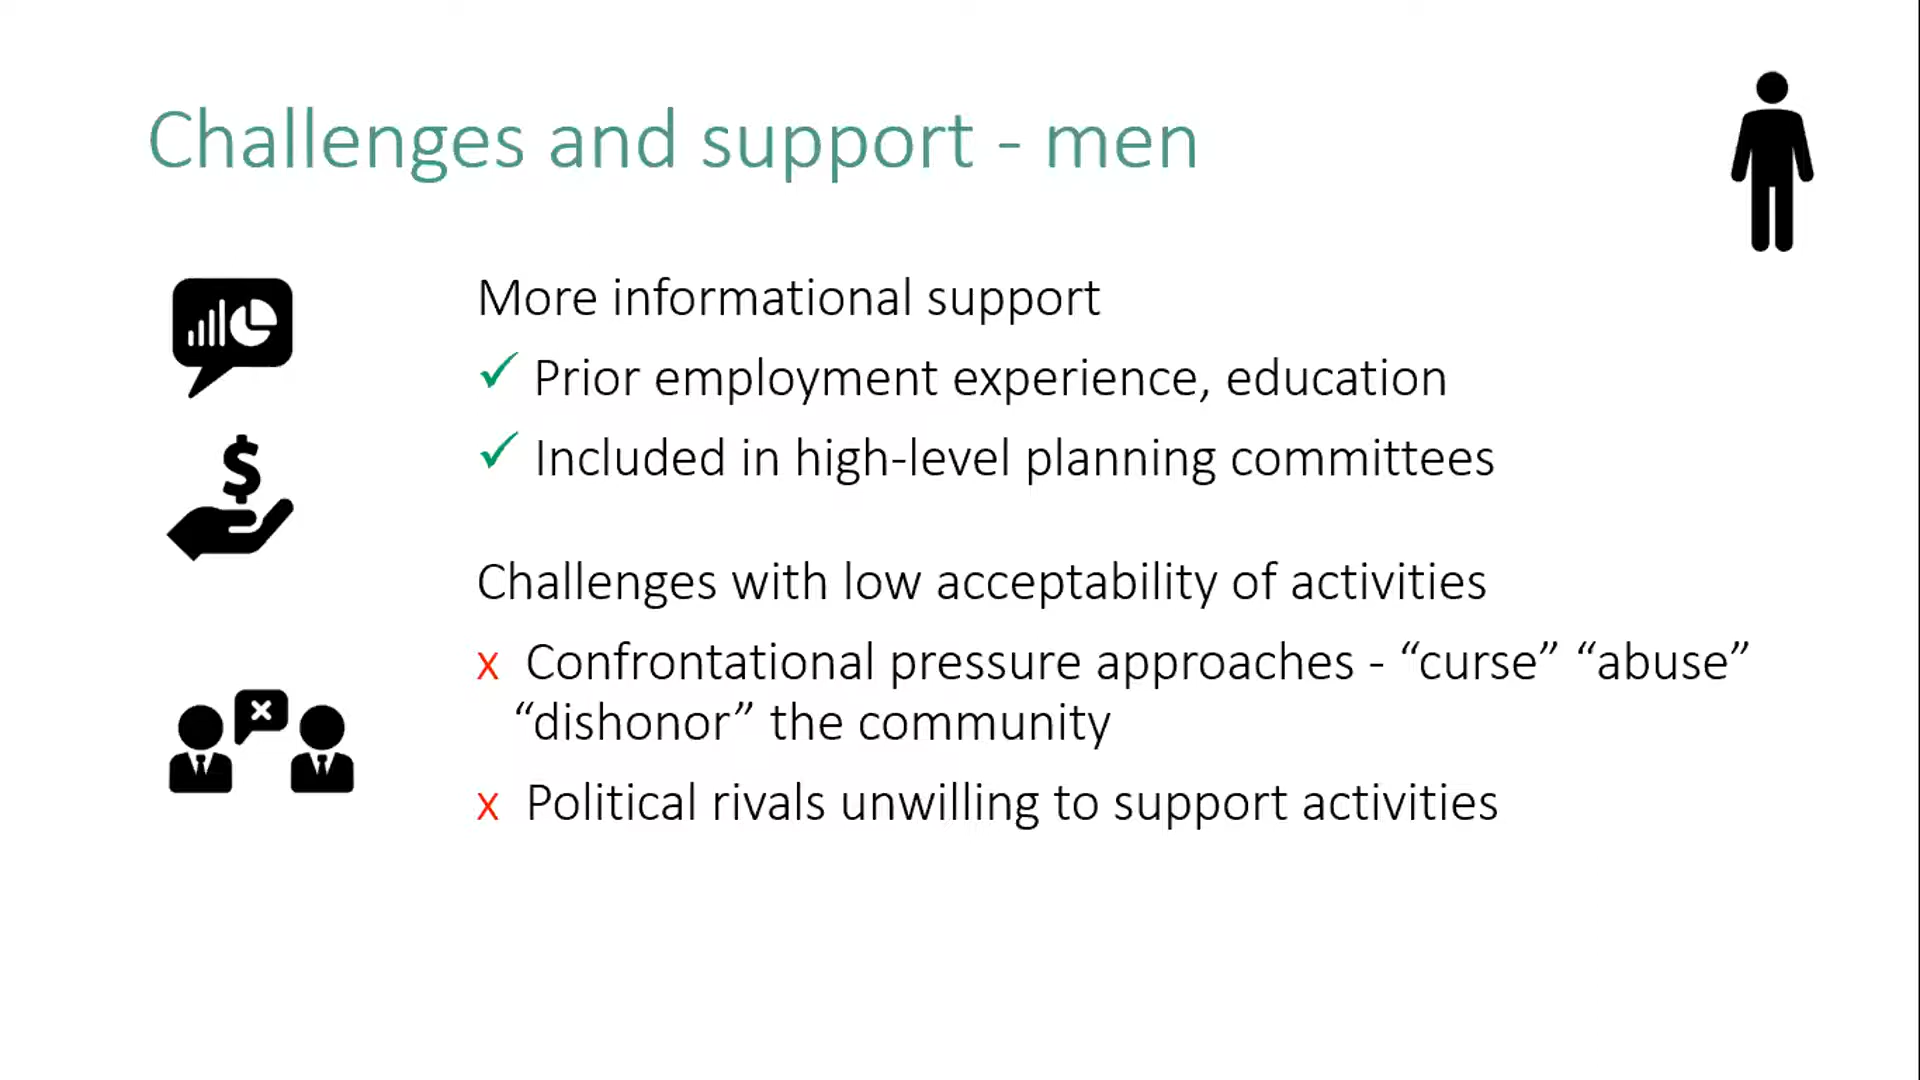 Challenges and support - men
More informational support
✓ Prior employment experience, education
✓ Included in high-level planning committees
Challenges with low acceptability of activities
x Confrontational pressure approaches - “curse” “abuse”
“dishonor” the community
x Political rivals unwilling to support activities